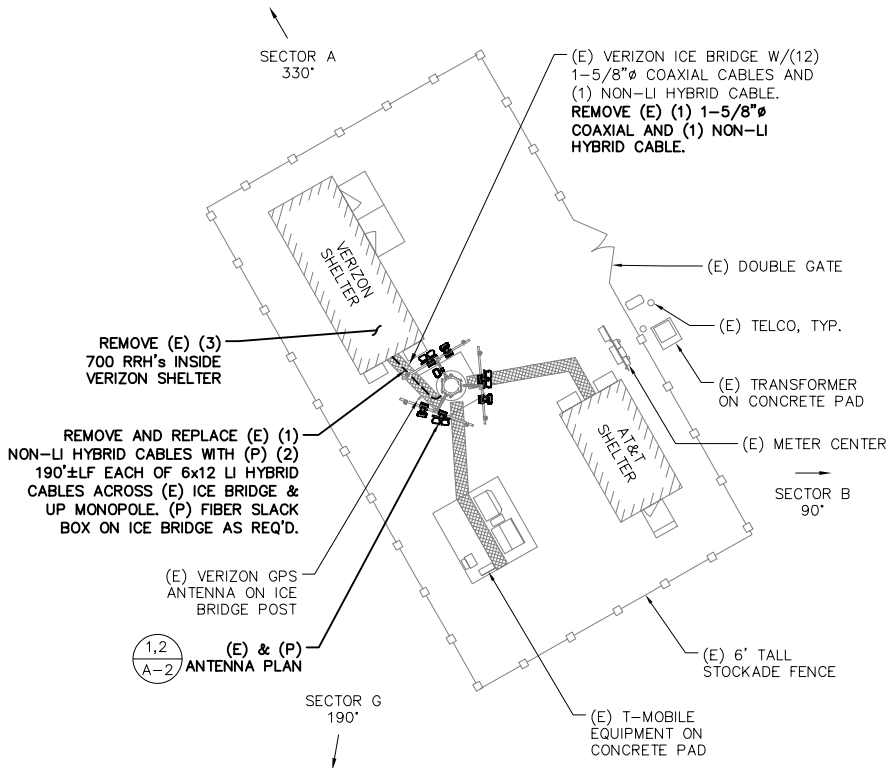 SECTOR A
330°
(E) VERIZON ICE BRIDGE W/(12)
1-5/8"ø COAXIAL CABLES AND
(1) NON-LI HYBRID CABLE.
REMOVE (E) (1) 1-5/8"ø
COAXIAL AND (1) NON-LI
HYBRID CABLE.
VERIZON
SHELTER
(E) DOUBLE GATE
(E) TELCO, TYP.
(E) TRANSFORMER
ON CONCRETE PAD
(E) METER CENTER
REMOVE (E) (3)
700 RRH's INSIDE
VERIZON SHELTER
REMOVE AND REPLACE (E) (1)
NON-LI HYBRID CABLES WITH (P) (2)
190'±LF EACH OF 6x12 LI HYBRID
CABLES ACROSS (E) ICE BRIDGE &
UP MONOPOLE. (P) FIBER SLACK
BOX ON ICE BRIDGE AS REQ'D.
AT&T
SHELTER
SECTOR B
90°
(E) VERIZON GPS
ANTENNA ON ICE
BRIDGE POST
1,2
A-2
(E) & (P)
ANTENNA PLAN
(E) 6' TALL
STOCKADE FENCE
SECTOR G
190°
(E) T-MOBILE
EQUIPMENT ON
CONCRETE PAD